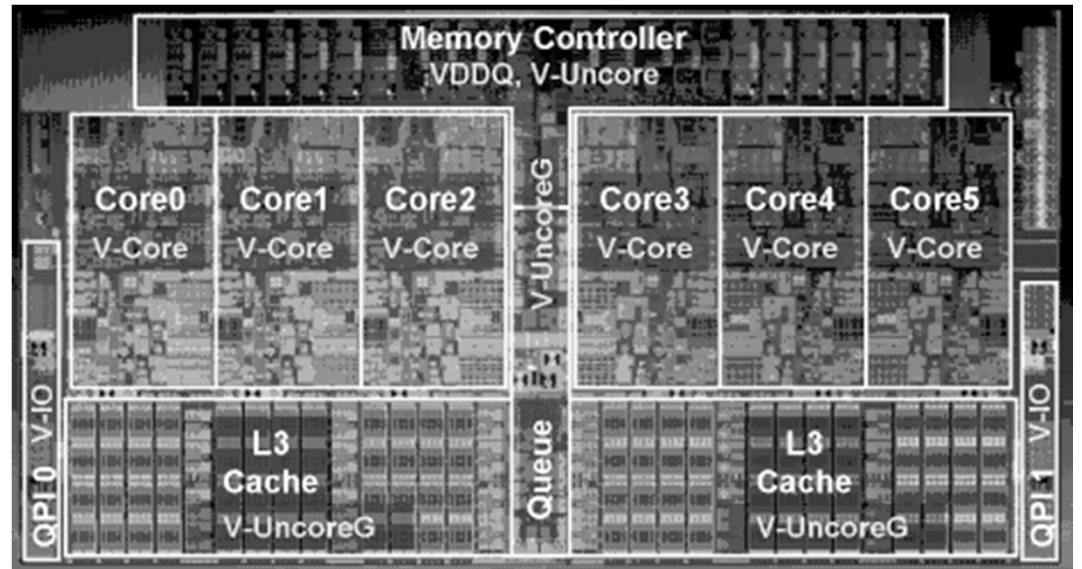 Memory Controller
VDDQ, V-Uncore
Core0
V-Core
Core1
V-Core
Core2
V-Core
V-UncoreG
Core3
V-Core
Core4
V-Core
Core5
V-Core
QPI 0 V-IO
L3
Cache
V-UncoreG
Queue
L3
Cache
V-UncoreG
QPI 1 V-IO